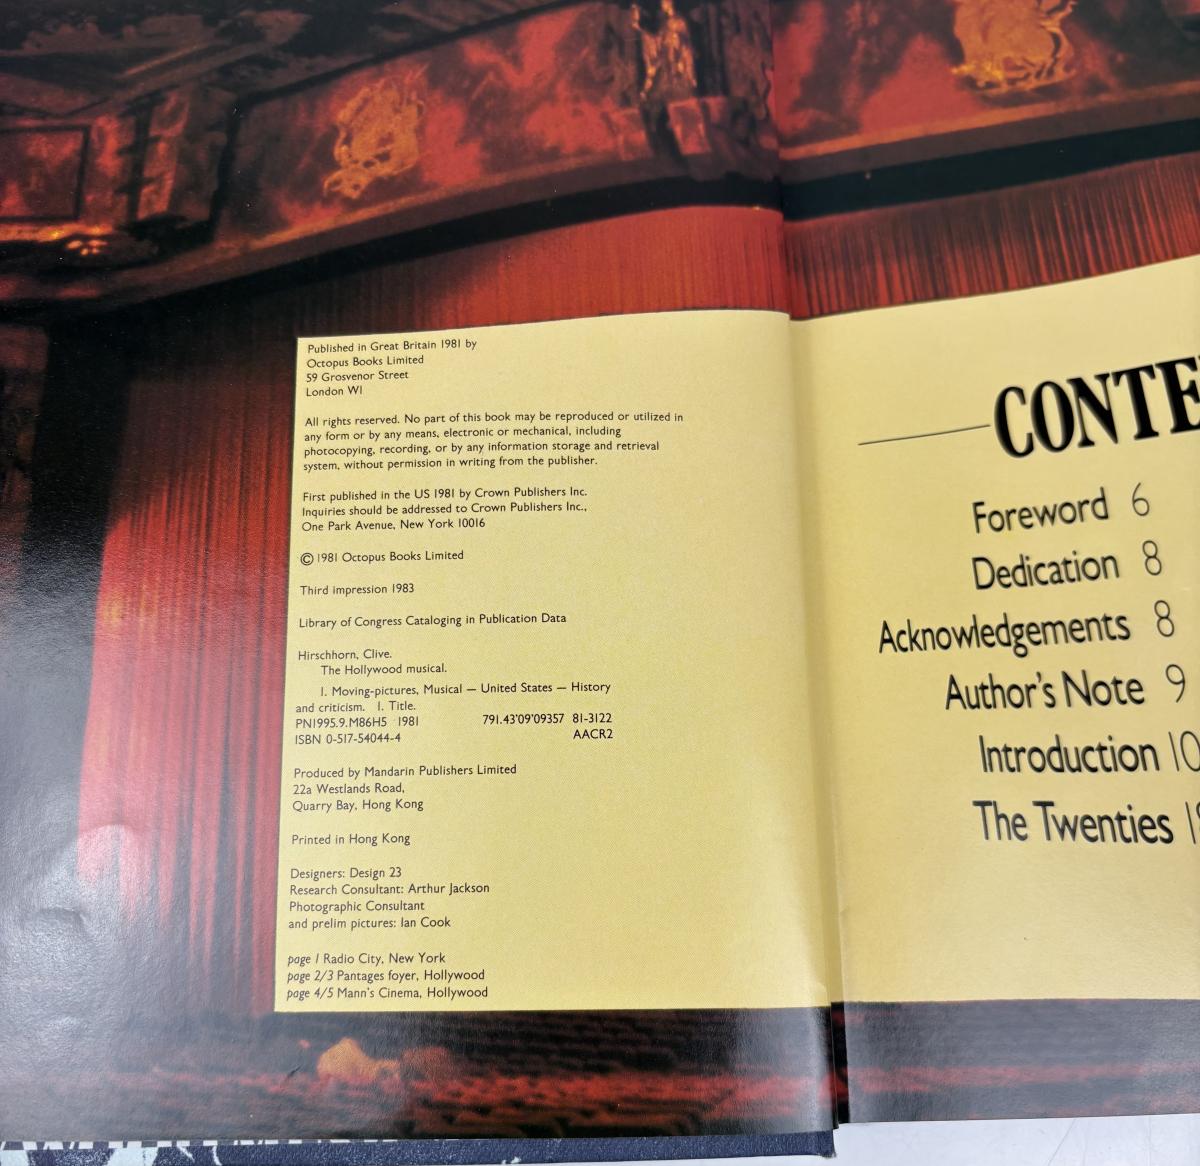 Published in Great Britain 1981 by
Octopus Books Limited
59 Grosvenor Street
London W1
All rights reserved. No part of this book may be reproduced or utilized in
any form or by any means, electronic or mechanical, including
photocopying, recording, or by any information storage and retrieval
system, without permission in writing from the publisher.
First published in the US 1981 by Crown Publishers Inc.
Inquiries should be addressed to Crown Publishers Inc.,
One Park Avenue, New York 10016
© 1981 Octopus Books Limited
Third impression 1983
Library of Congress Cataloging in Publication Data
Hirschhorn, Clive.
The Hollywood musical.
1. Moving-pictures, Musical — United States — History
and criticism. I. Title.
PN1995.9.M86H5 1981 791.43'09'09357 81-3122
ISBN 0-517-54044-4 AACR2
Produced by Mandarin Publishers Limited
22a Westlands Road,
Quarry Bay, Hong Kong
Printed in Hong Kong
Designers: Design 23
Research Consultant: Arthur Jackson
Photographic Consultant
and prelim pictures: Ian Cook
page 1 Radio City, New York
page 2/3 Pantages foyer, Hollywood
page 4/5 Mann's Cinema, Hollywood
CONTE
Foreword 6
Dedication 8
Acknowledgements 8
Author's Note 9
Introduction 10
The Twenties